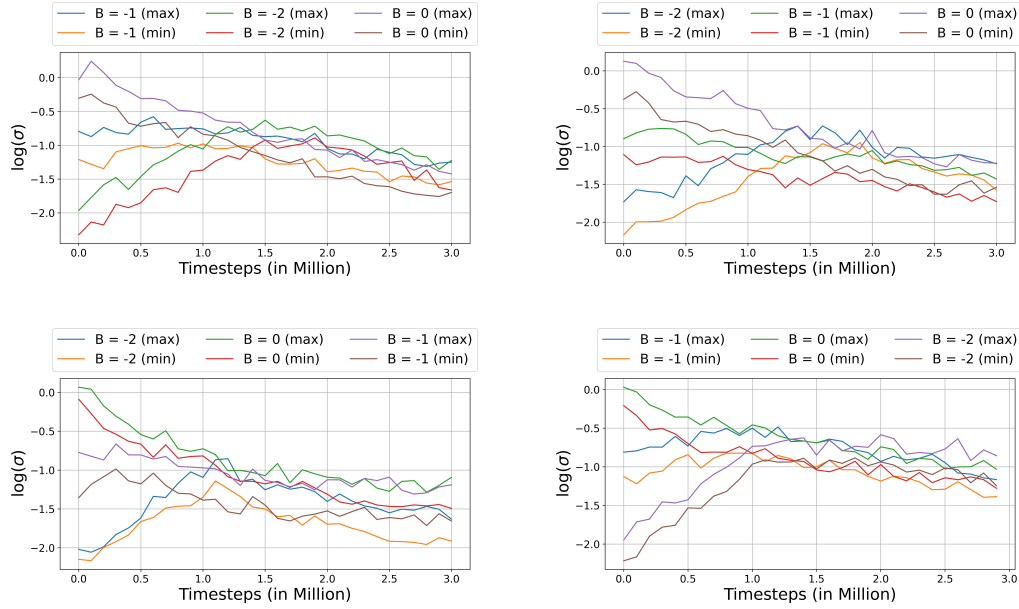 B = -1 (max) B = -2 (max) B = 0 (max)
B = -1 (min) B = -2 (min) B = 0 (min)
0.0
−0.5
−1.0
−1.5
−2.0
log(σ)
0.0 0.5 1.0 1.5 2.0 2.5 3.0
Timesteps (in Million)
B = -2 (max) B = -1 (max) B = 0 (max)
B = -2 (min) B = -1 (min) B = 0 (min)
0.0
−0.5
−1.0
−1.5
−2.0
log(σ)
0.0 0.5 1.0 1.5 2.0 2.5 3.0
Timesteps (in Million)
B = -2 (max) B = 0 (max) B = -1 (max)
B = -2 (min) B = 0 (min) B = -1 (min)
0.0
−0.5
−1.0
−1.5
−2.0
log(σ)
0.0 0.5 1.0 1.5 2.0 2.5 3.0
Timesteps (in Million)
B = -1 (max) B = 0 (max) B = -2 (max)
B = -1 (min) B = 0 (min) B = -2 (min)
0.0
−0.5
−1.0
−1.5
−2.0
log(σ)
0.0 0.5 1.0 1.5 2.0 2.5 3.0
Timesteps (in Million)